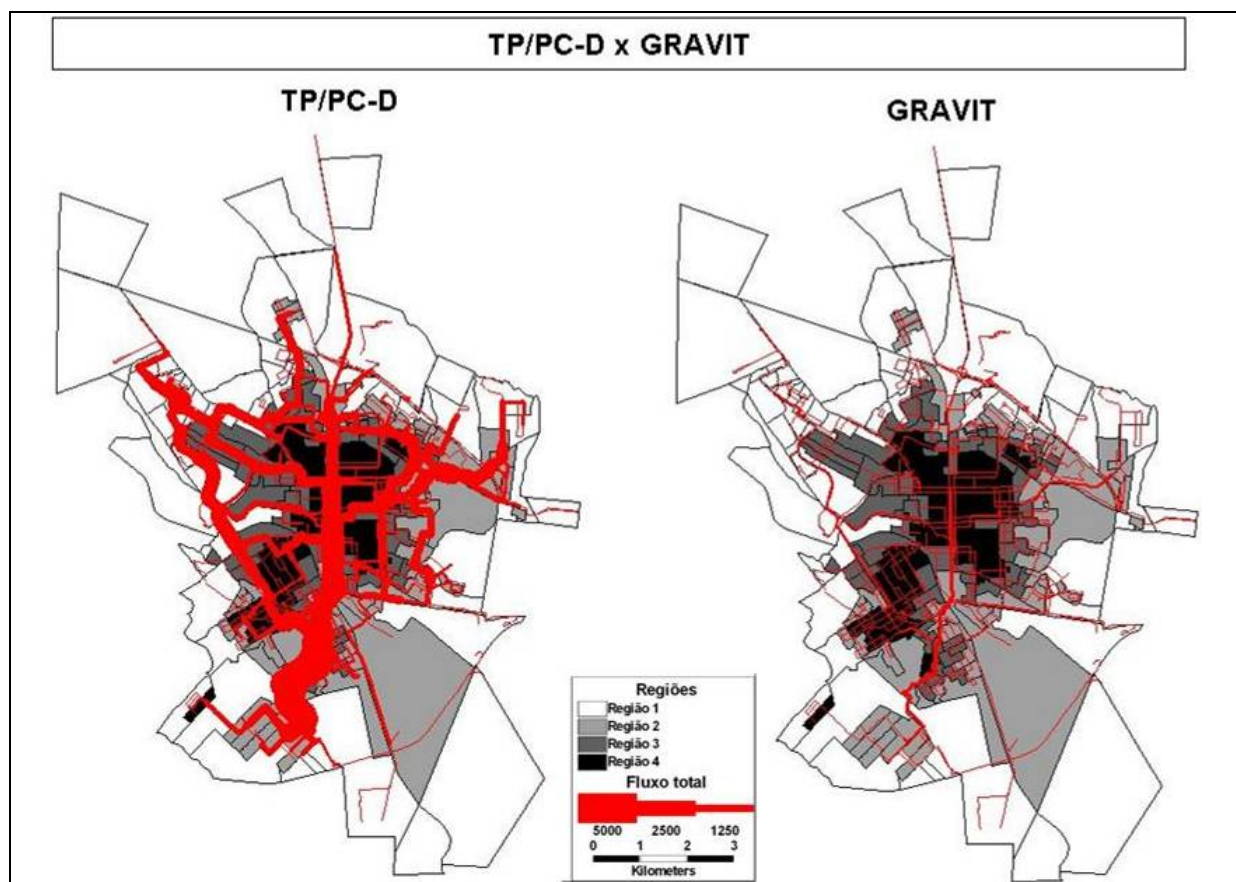 TP/PC-D x GRAVIT
TP/PC-D
GRAVIT
Regiões
Região 1
Região 2
Região 3
Região 4
Fluxo total
5000 2500 1250
0 1 2 3
Kilometers